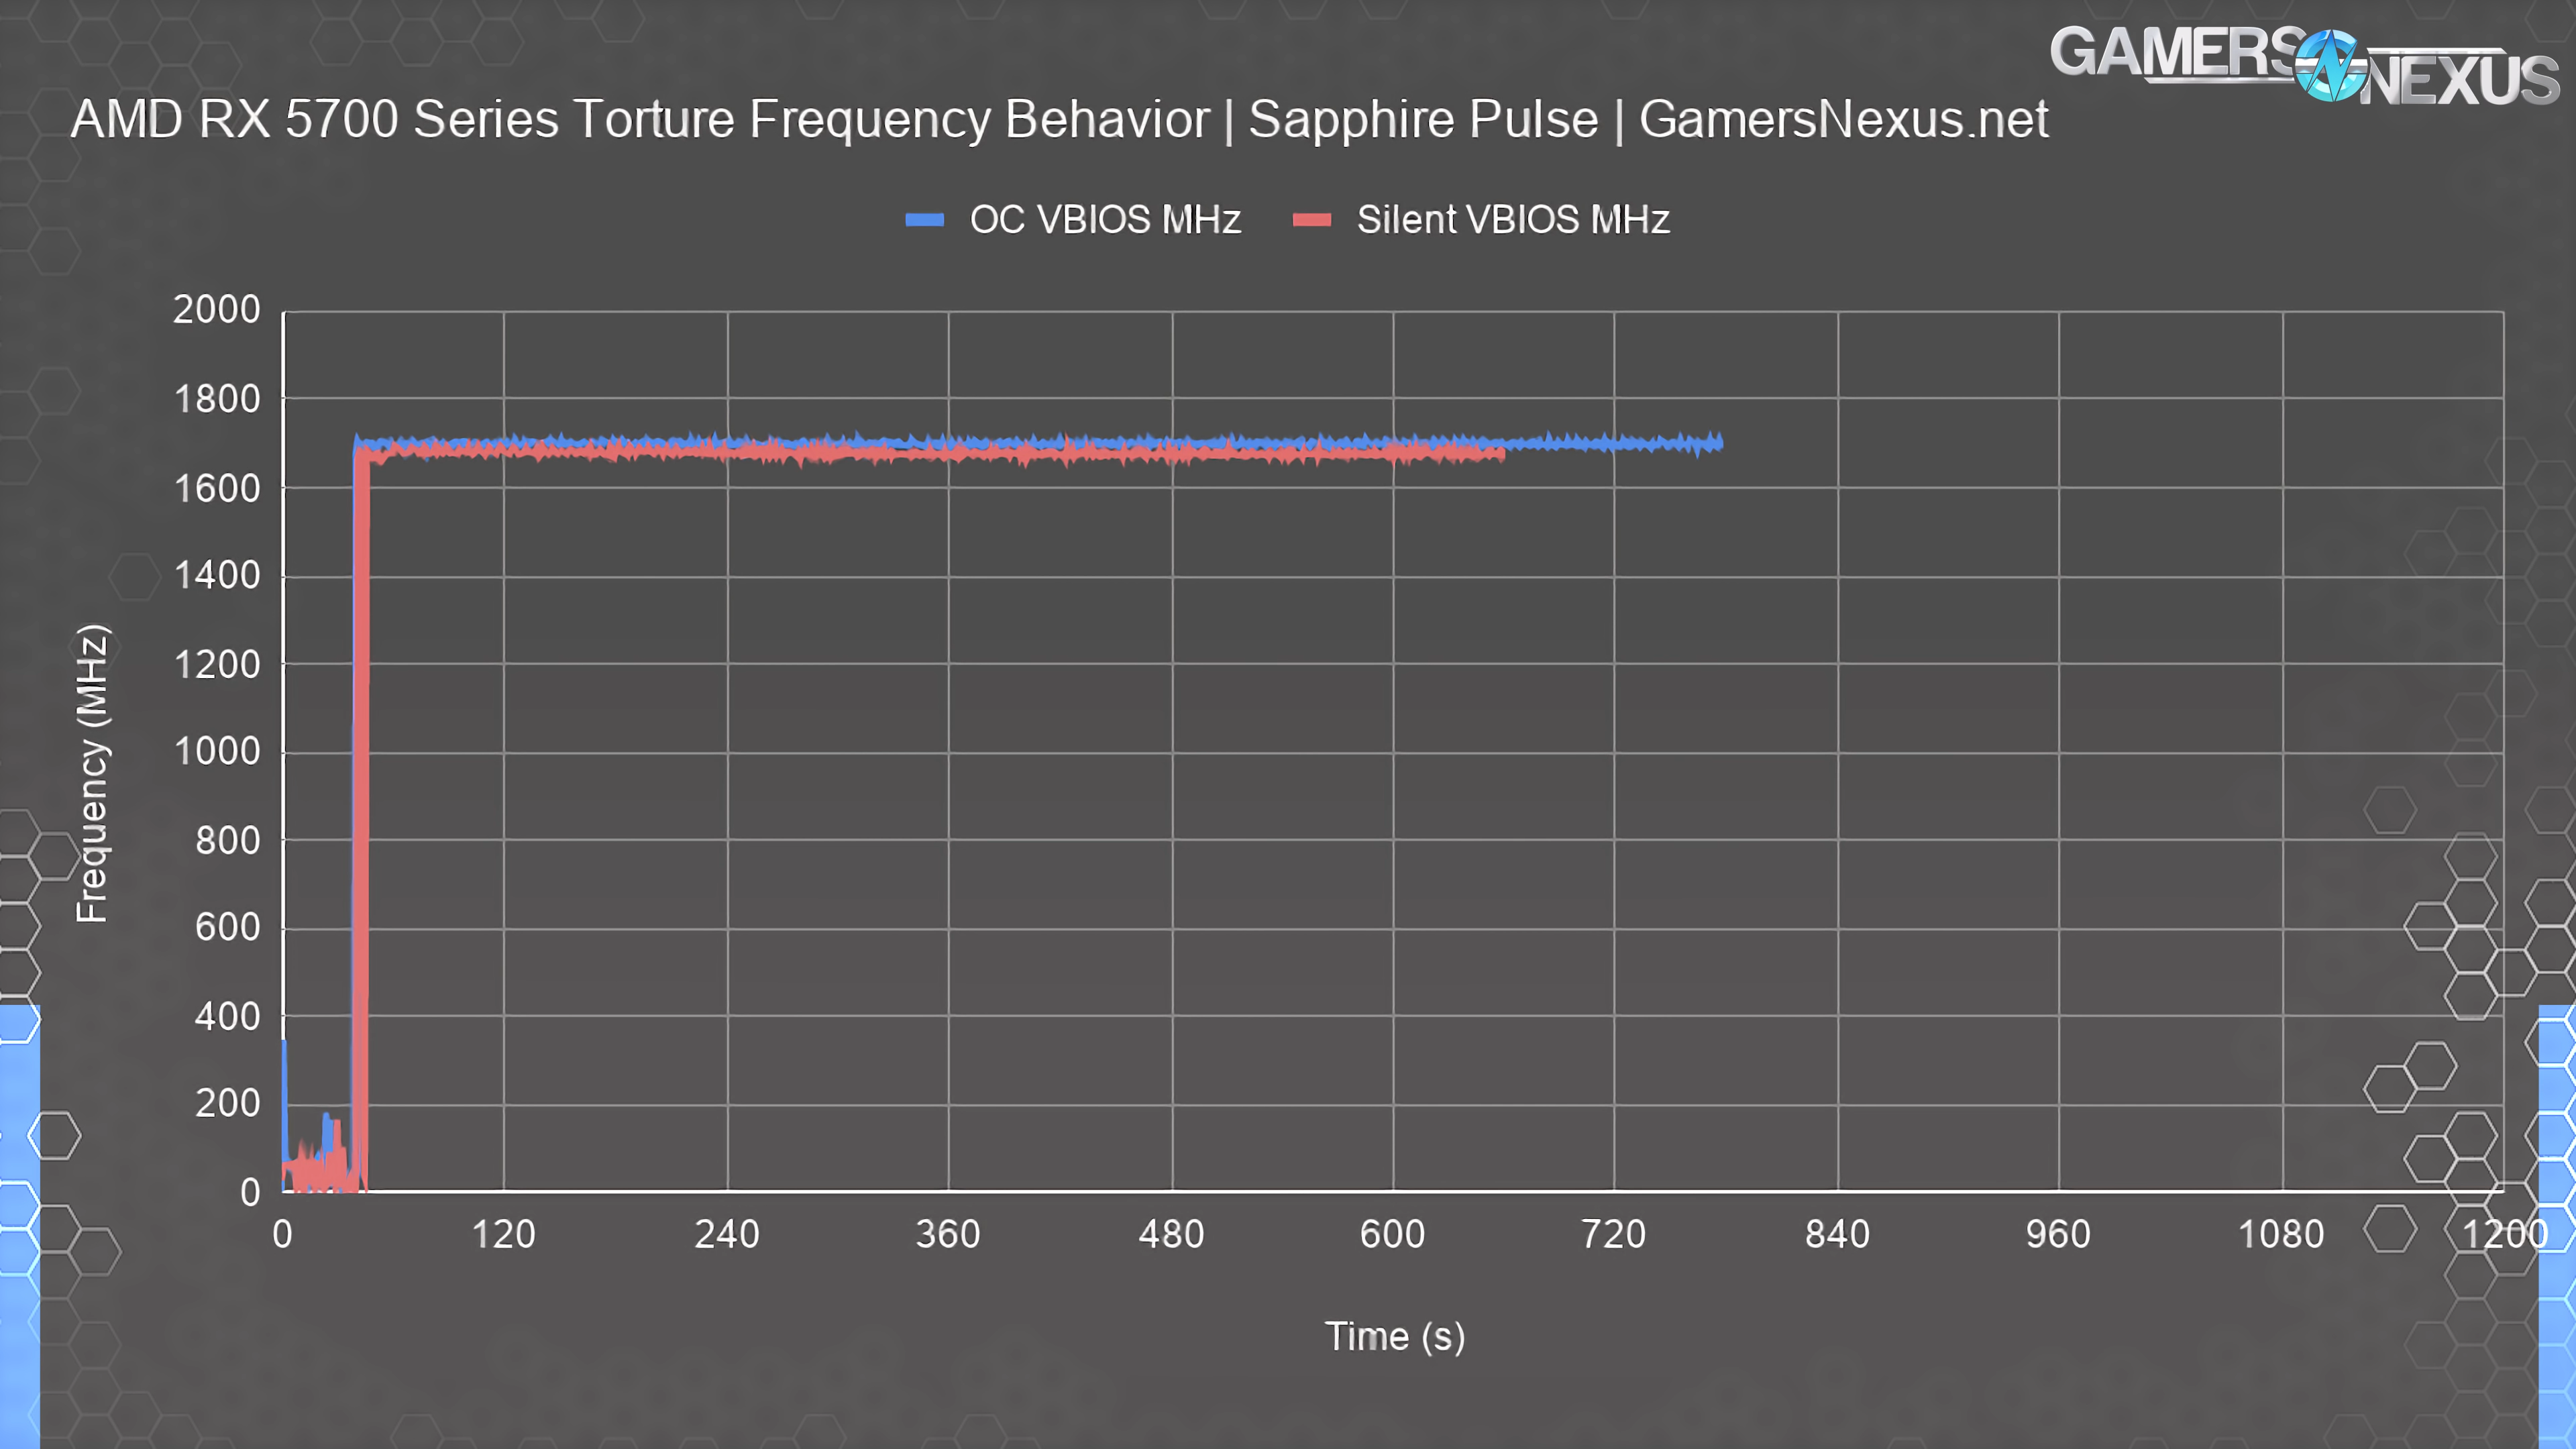 GAMERS NEXUS
AMD RX 5700 Series Torture Frequency Behavior | Sapphire Pulse | GamersNexus.net
OC VBIOS MHz
Silent VBIOS MHz
2000
1800
1600
1400
1200
1000
800
600
400
200
0
Frequency (MHz)
0 120 240 360 480 600 720 840 960 1080 1200
Time (s)